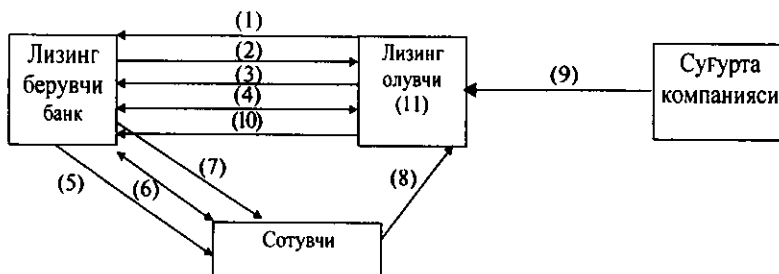 (1)
Лизинг
берувчи
банк
(2)
(3)
(4)
(10)
Лизинг
олувчи
(11)
(9)
Суғурта
компанияси
(5)
(6)
(7)
(8)
Сотувчи